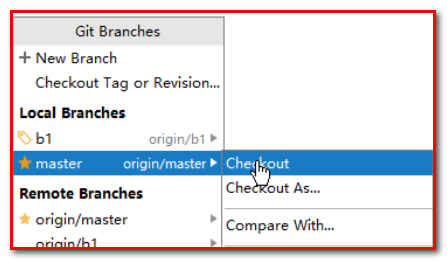 Git Branches
+ New Branch
Checkout Tag or Revision...
Local Branches
b1 origin/b1
master origin/master
Checkout
Checkout As...
Compare With...
Remote Branches
origin/master
origin/b1